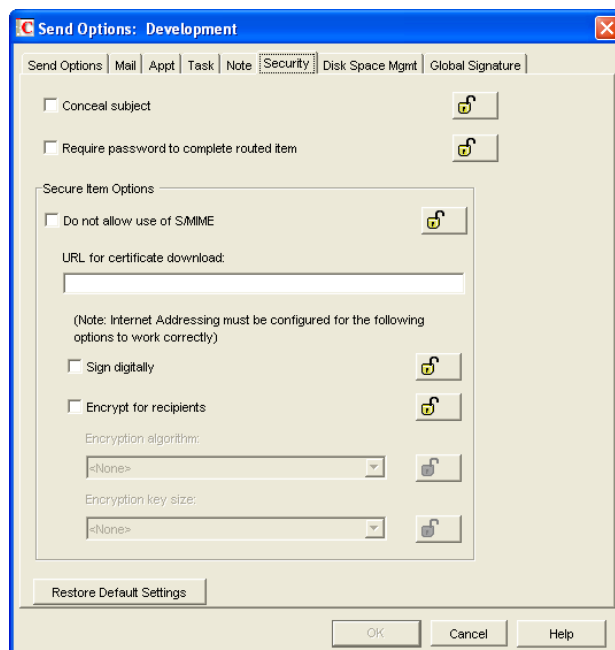 Send Options: Development
Send Options Mail Appt Task Note Security Disk Space Mgmt Global Signature
Conceal subject
Require password to complete routed item
Secure Item Options
Do not allow use of S/MIME
URL for certificate download:
(Note: Internet Addressing must be configured for the following
options to work correctly)
Sign digitally
Encrypt for recipients
Encryption algorithm:
<None>
Encryption key size:
<None>
Restore Default Settings
OK Cancel Help